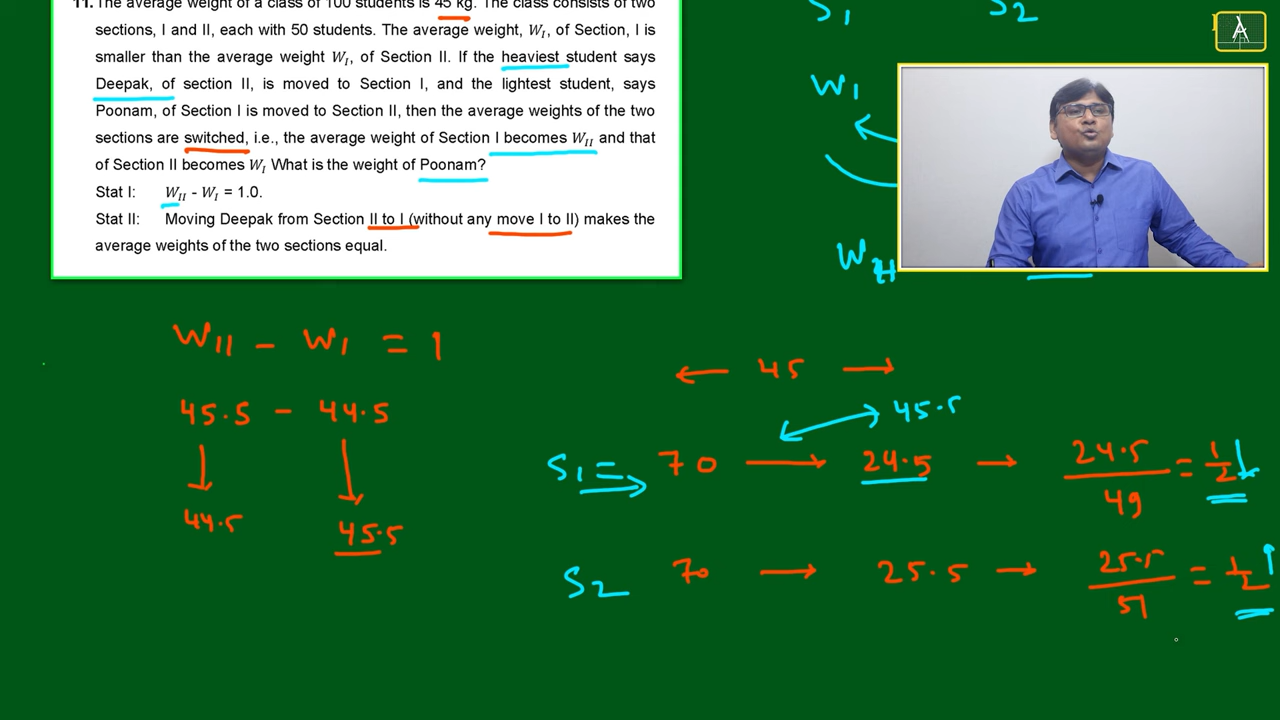 11. The average weight of a class of 100 students is 45 kg. The class consists of two
sections, I and II, each with 50 students. The average weight, WI, of Section, I is
smaller than the average weight WI, of Section II. If the heaviest student says
Deepak, of section II, is moved to Section I, and the lightest student, says
Poonam, of Section I is moved to Section II, then the average weights of the two
sections are switched, i.e., the average weight of Section I becomes WII and that
of Section II becomes WI What is the weight of Poonam?
Stat I: WII - WI = 1.0.
Stat II: Moving Deepak from Section II to I (without any move I to II) makes the
average weights of the two sections equal.
S1 S2
W1
WII
A
WII - WI = 1
45.5 - 44.5
44.5 45.5
← 45 →
45.5
S1 = 70 → 24.5 → 24.5/49 = 1/2 ↓
S2 70 → 25.5 → 25.5/51 = 1/2 ↑